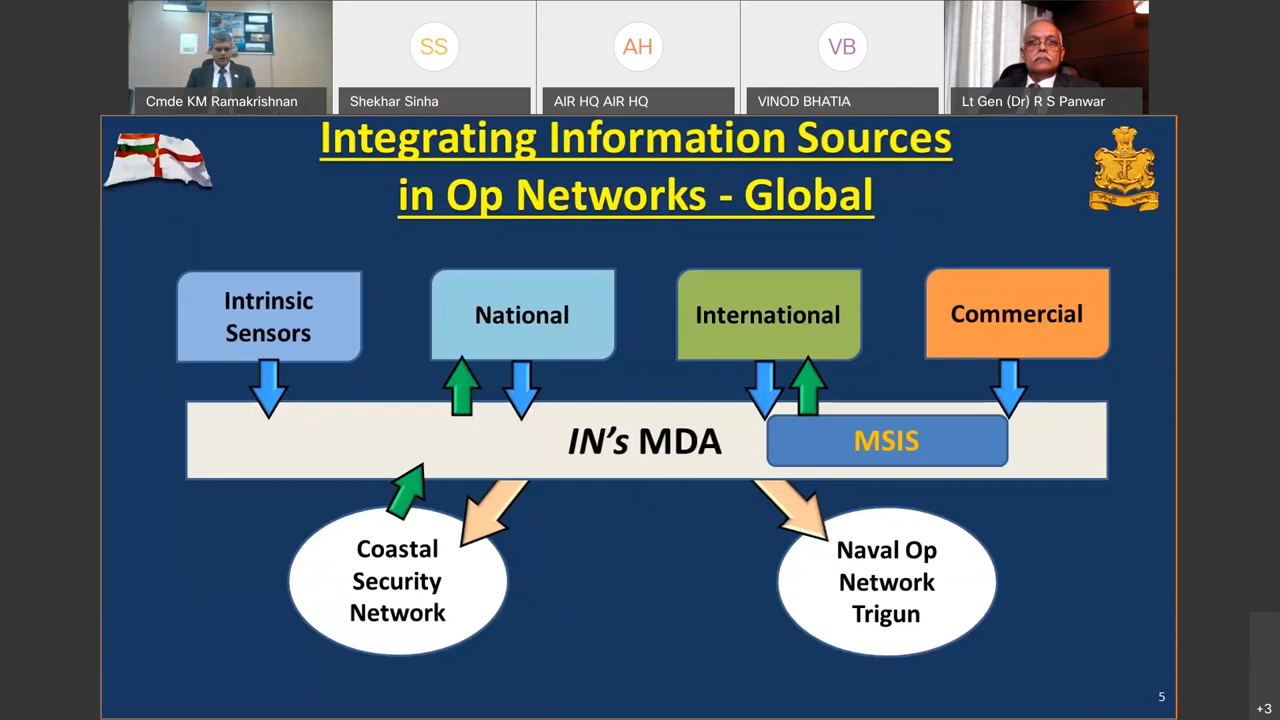 SS
AH
VB
Cmde KM Ramakrishnan
Shekhar Sinha
AIR HQ AIR HQ
VINOD BHATIA
Lt Gen (Dr) R S Panwar
Integrating Information Sources
in Op Networks - Global
Intrinsic
Sensors
National
International
Commercial
IN's MDA
MSIS
Coastal
Security
Network
Naval Op
Network
Trigun
5
+3